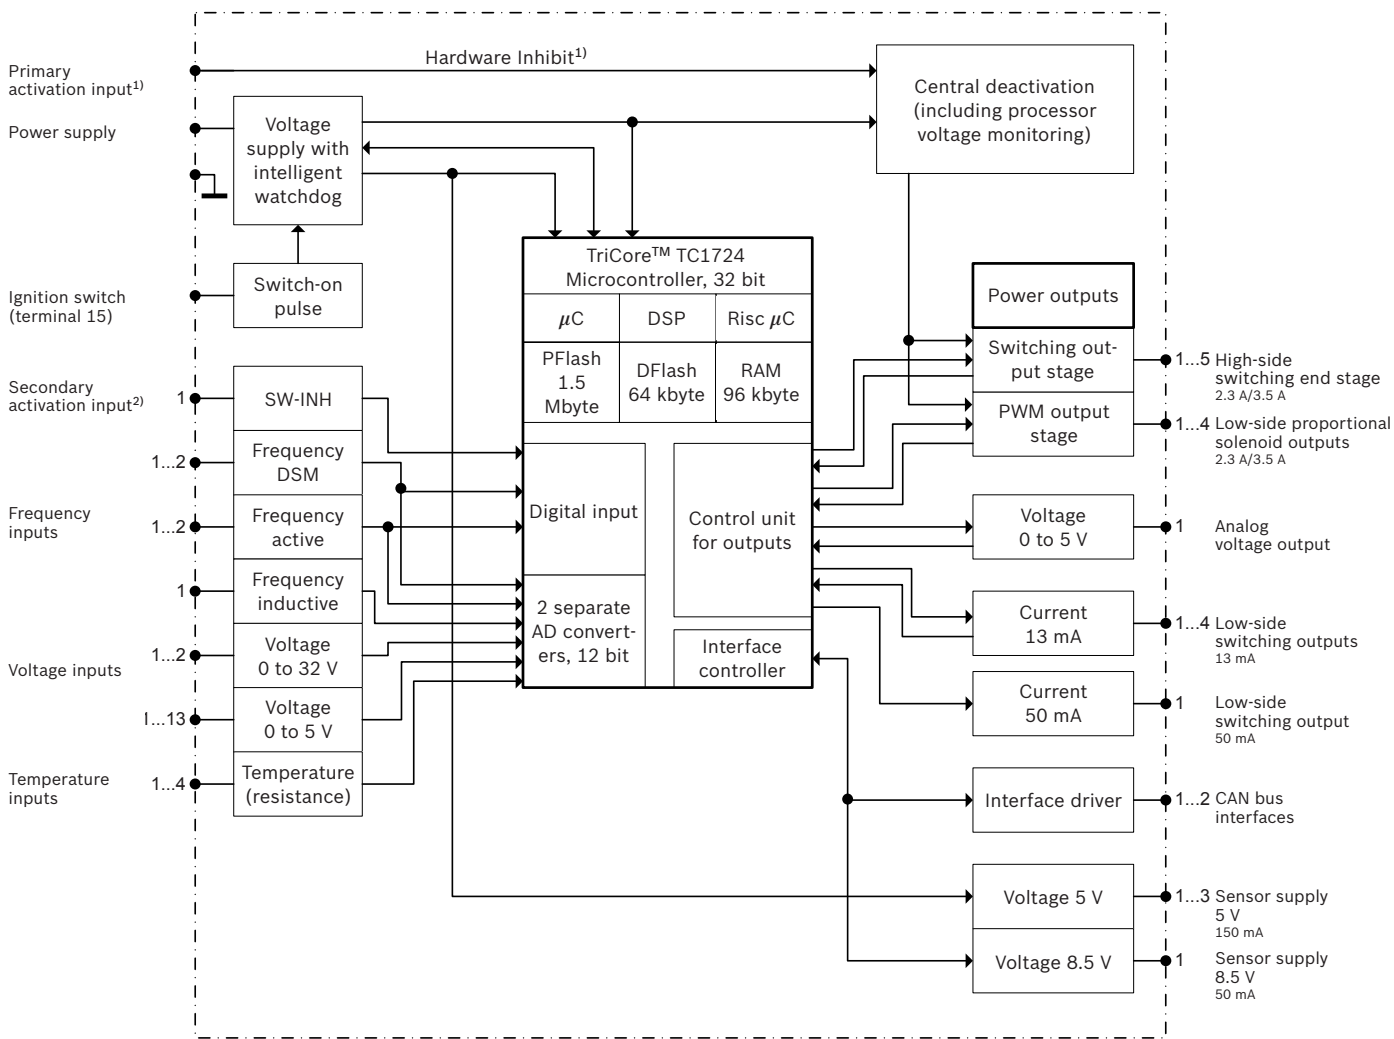 Hardware Inhibit1)
Primary
activation input1)
Power supply
Voltage
supply with
intelligent
watchdog
Central deactivation
(including processor
voltage monitoring)
Ignition switch
(terminal 15)
Switch-on
pulse
TriCore™ TC1724
Microcontroller, 32 bit
µC
DSP
Risc µC
PFlash
1.5
Mbyte
DFlash
64 kbyte
RAM
96 kbyte
Digital input
2 separate
AD convert-
ers, 12 bit
Control unit
for outputs
Interface
controller
Secondary
activation input2)
1
SW-INH
1...2
Frequency
DSM
Frequency
inputs
1...2
Frequency
active
1
Frequency
inductive
Voltage inputs
1...2
Voltage
0 to 32 V
1...13
Voltage
0 to 5 V
Temperature
inputs
1...4
Temperature
(resistance)
Power outputs
Switching out-
put stage
1...5 High-side
switching end stage
2.3 A/3.5 A
PWM output
stage
1...4 Low-side proportional
solenoid outputs
2.3 A/3.5 A
Voltage
0 to 5 V
1 Analog
voltage output
Current
13 mA
1...4 Low-side
switching outputs
13 mA
Current
50 mA
1 Low-side
switching output
50 mA
Interface driver
1...2 CAN bus
interfaces
Voltage 5 V
1...3 Sensor supply
5 V
150 mA
Voltage 8.5 V
1 Sensor supply
8.5 V
50 mA